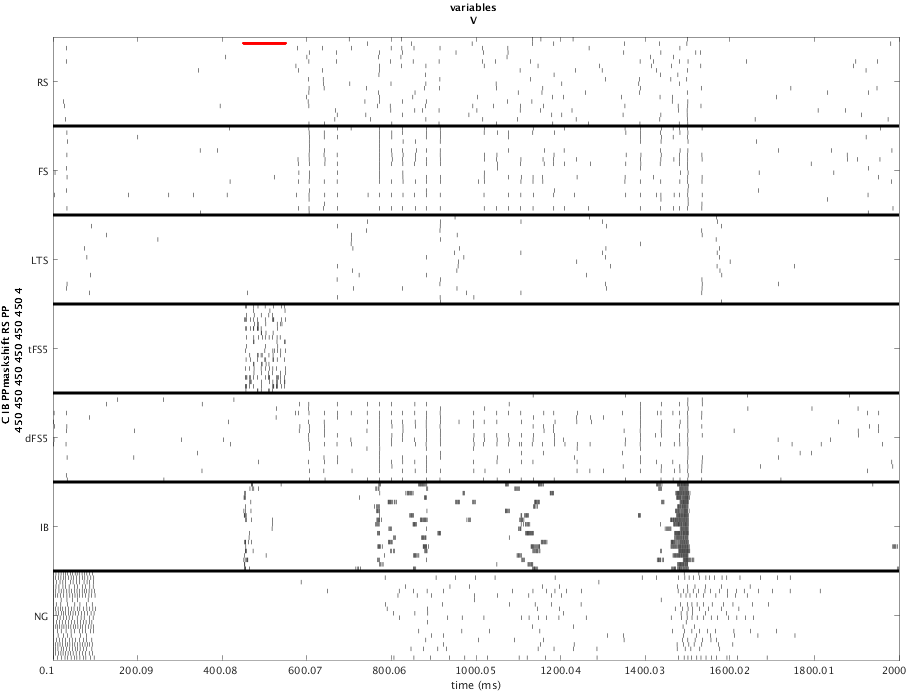 variables
V
RS
FS
LTS
tFS5
dFS5
IB
NG
C IB PPmaskshift RS PP
450 450 450 450 450 450 4
0.1 200.09 400.08 600.07 800.06 1000.05 1200.04 1400.03 1600.02 1800.01 2000
time (ms)